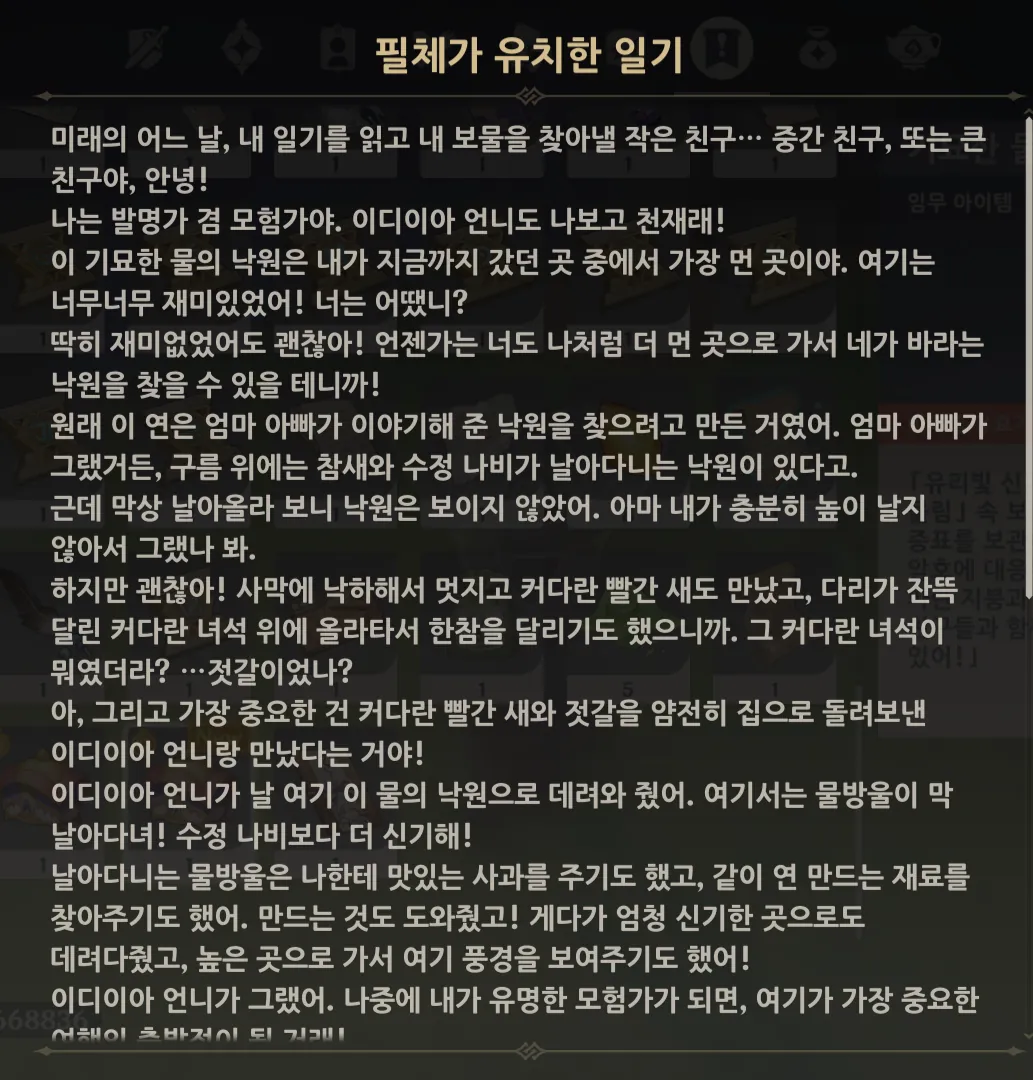 필체가 유치한 일기
미래의 어느 날, 내 일기를 읽고 내 보물을 찾아낼 작은 친구… 중간 친구, 또는 큰
친구야, 안녕!
나는 발명가 겸 모험가야. 이디이아 언니도 나보고 천재래!
이 기묘한 물의 낙원은 내가 지금까지 갔던 곳 중에서 가장 먼 곳이야. 여기는
너무너무 재미있었어! 너는 어땠니?
딱히 재미없었어도 괜찮아! 언젠가는 너도 나처럼 더 먼 곳으로 가서 네가 바라는
낙원을 찾을 수 있을 테니까!
원래 이 연은 엄마 아빠가 이야기해 준 낙원을 찾으려고 만든 거였어. 엄마 아빠가
그랬거든, 구름 위에는 참새와 수정 나비가 날아다니는 낙원이 있다고.
근데 막상 날아올라 보니 낙원은 보이지 않았어. 아마 내가 충분히 높이 날지
않아서 그랬나 봐.
하지만 괜찮아! 사막에 낙하해서 멋지고 커다란 빨간 새도 만났고, 다리가 잔뜩
달린 커다란 녀석 위에 올라타서 한참을 달리기도 했으니까. 그 커다란 녀석이
뭐였더라? …젓갈이었나?
아, 그리고 가장 중요한 건 커다란 빨간 새와 젓갈을 얌전히 집으로 돌려보낸
이디이아 언니랑 만났다는 거야!
이디이아 언니가 날 여기 이 물의 낙원으로 데려와 줬어. 여기서는 물방울이 막
날아다녀! 수정 나비보다 더 신기해!
날아다니는 물방울은 나한테 맛있는 사과를 주기도 했고, 같이 연 만드는 재료를
찾아주기도 했어. 만드는 것도 도와줬고! 게다가 엄청 신기한 곳으로도
데려다줬고, 높은 곳으로 가서 여기 풍경을 보여주기도 했어!
이디이아 언니가 그랬어. 나중에 내가 유명한 모험가가 되면, 여기가 가장 중요한
여행의 출발점이 될 거래!
임무 아이템